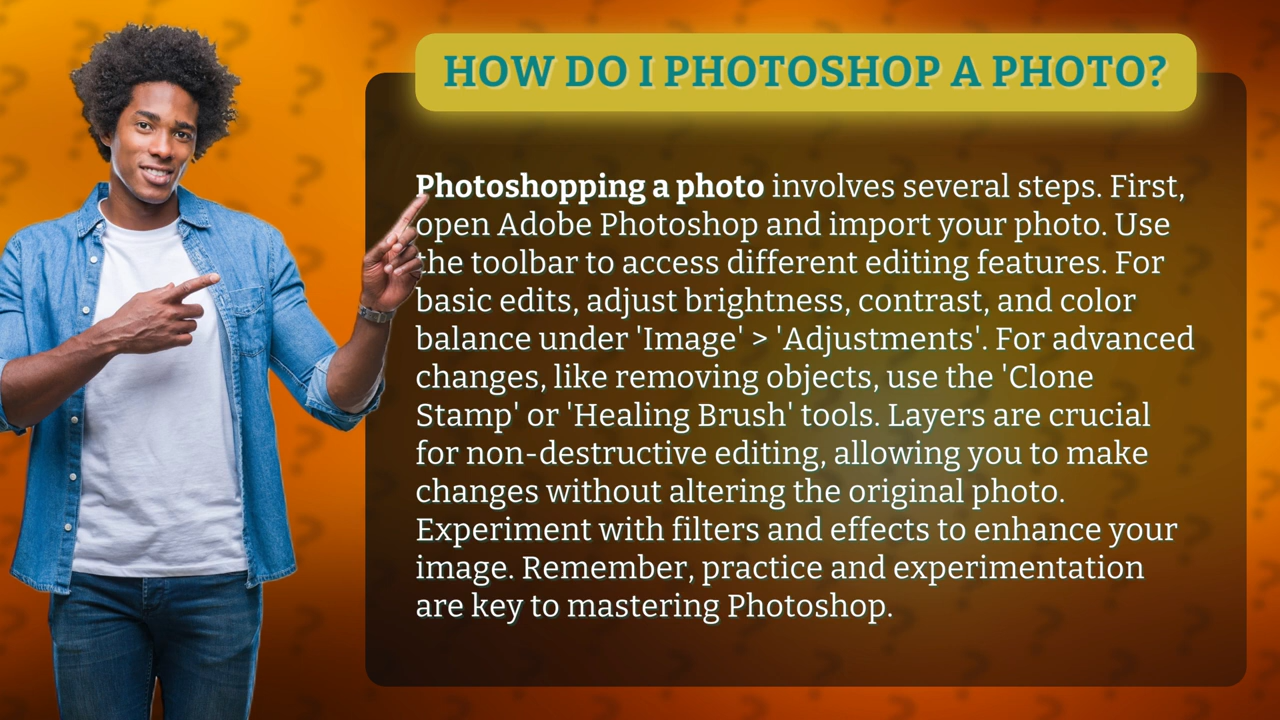 HOW DO I PHOTOSHOP A PHOTO?
Photoshopping a photo involves several steps. First,
open Adobe Photoshop and import your photo. Use
the toolbar to access different editing features. For
basic edits, adjust brightness, contrast, and color
balance under 'Image' > 'Adjustments'. For advanced
changes, like removing objects, use the 'Clone
Stamp' or 'Healing Brush' tools. Layers are crucial
for non-destructive editing, allowing you to make
changes without altering the original photo.
Experiment with filters and effects to enhance your
image. Remember, practice and experimentation
are key to mastering Photoshop.